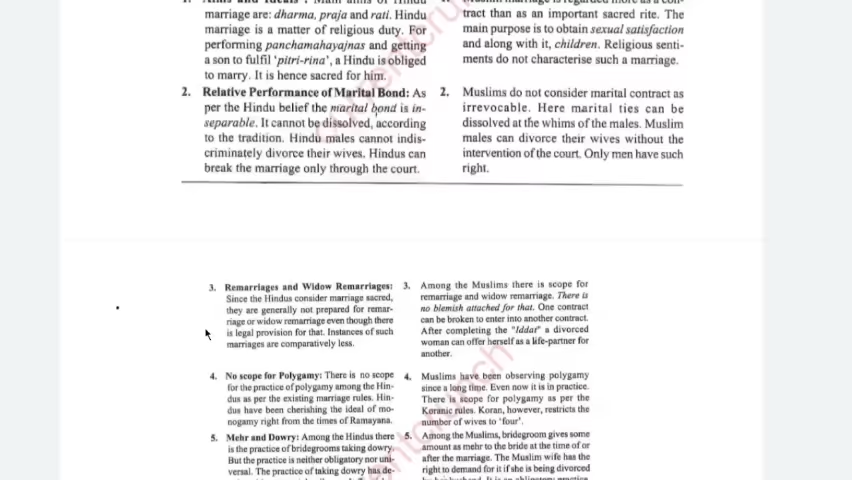 marriage are: dharma, praja and rati. Hindu
marriage is a matter of religious duty. For
performing panchamahayajnas and getting
a son to fulfil 'pitri-rina', a Hindu is obliged
to marry. It is hence sacred for him.
2. Relative Performance of Marital Bond: As
per the Hindu belief the marital bond is in-
separable. It cannot be dissolved, according
to the tradition. Hindu males cannot indis-
criminately divorce their wives. Hindus can
break the marriage only through the court.
tract than as an important sacred rite. The
main purpose is to obtain sexual satisfaction
and along with it, children. Religious senti-
ments do not characterise such a marriage.
2. Muslims do not consider marital contract as
irrevocable. Here marital ties can be
dissolved at the whims of the males. Muslim
males can divorce their wives without the
intervention of the court. Only men have such
right.
3. Remarriages and Widow Remarriages:
Since the Hindus consider marriage sacred,
they are generally not prepared for remar-
riage or widow remarriage even though there
is legal provision for that. Instances of such
marriages are comparatively less.
3. Among the Muslims there is scope for
remarriage and widow remarriage. There is
no blemish attached for that. One contract
can be broken to enter into another contract.
After completing the "Iddat" a divorced
woman can offer herself as a life-partner for
another.
4. No scope for Polygamy: There is no scope
for the practice of polygamy among the Hin-
dus as per the existing marriage rules. Hin-
dus have been cherishing the ideal of mo-
nogamy right from the times of Ramayana.
4. Muslims have been observing polygamy
since a long time. Even now it is in practice.
There is scope for polygamy as per the
Koranic rules. Koran, however, restricts the
number of wives to 'four'.
5. Mehr and Dowry: Among the Hindus there
is the practice of bridegrooms taking dowry.
But the practice is neither obligatory nor uni-
versal. The practice of taking dowry has de-
5. Among the Muslims, bridegroom gives some
amount as mehr to the bride at the time of or
after the marriage. The Muslim wife has the
right to demand for it if she is being divorced